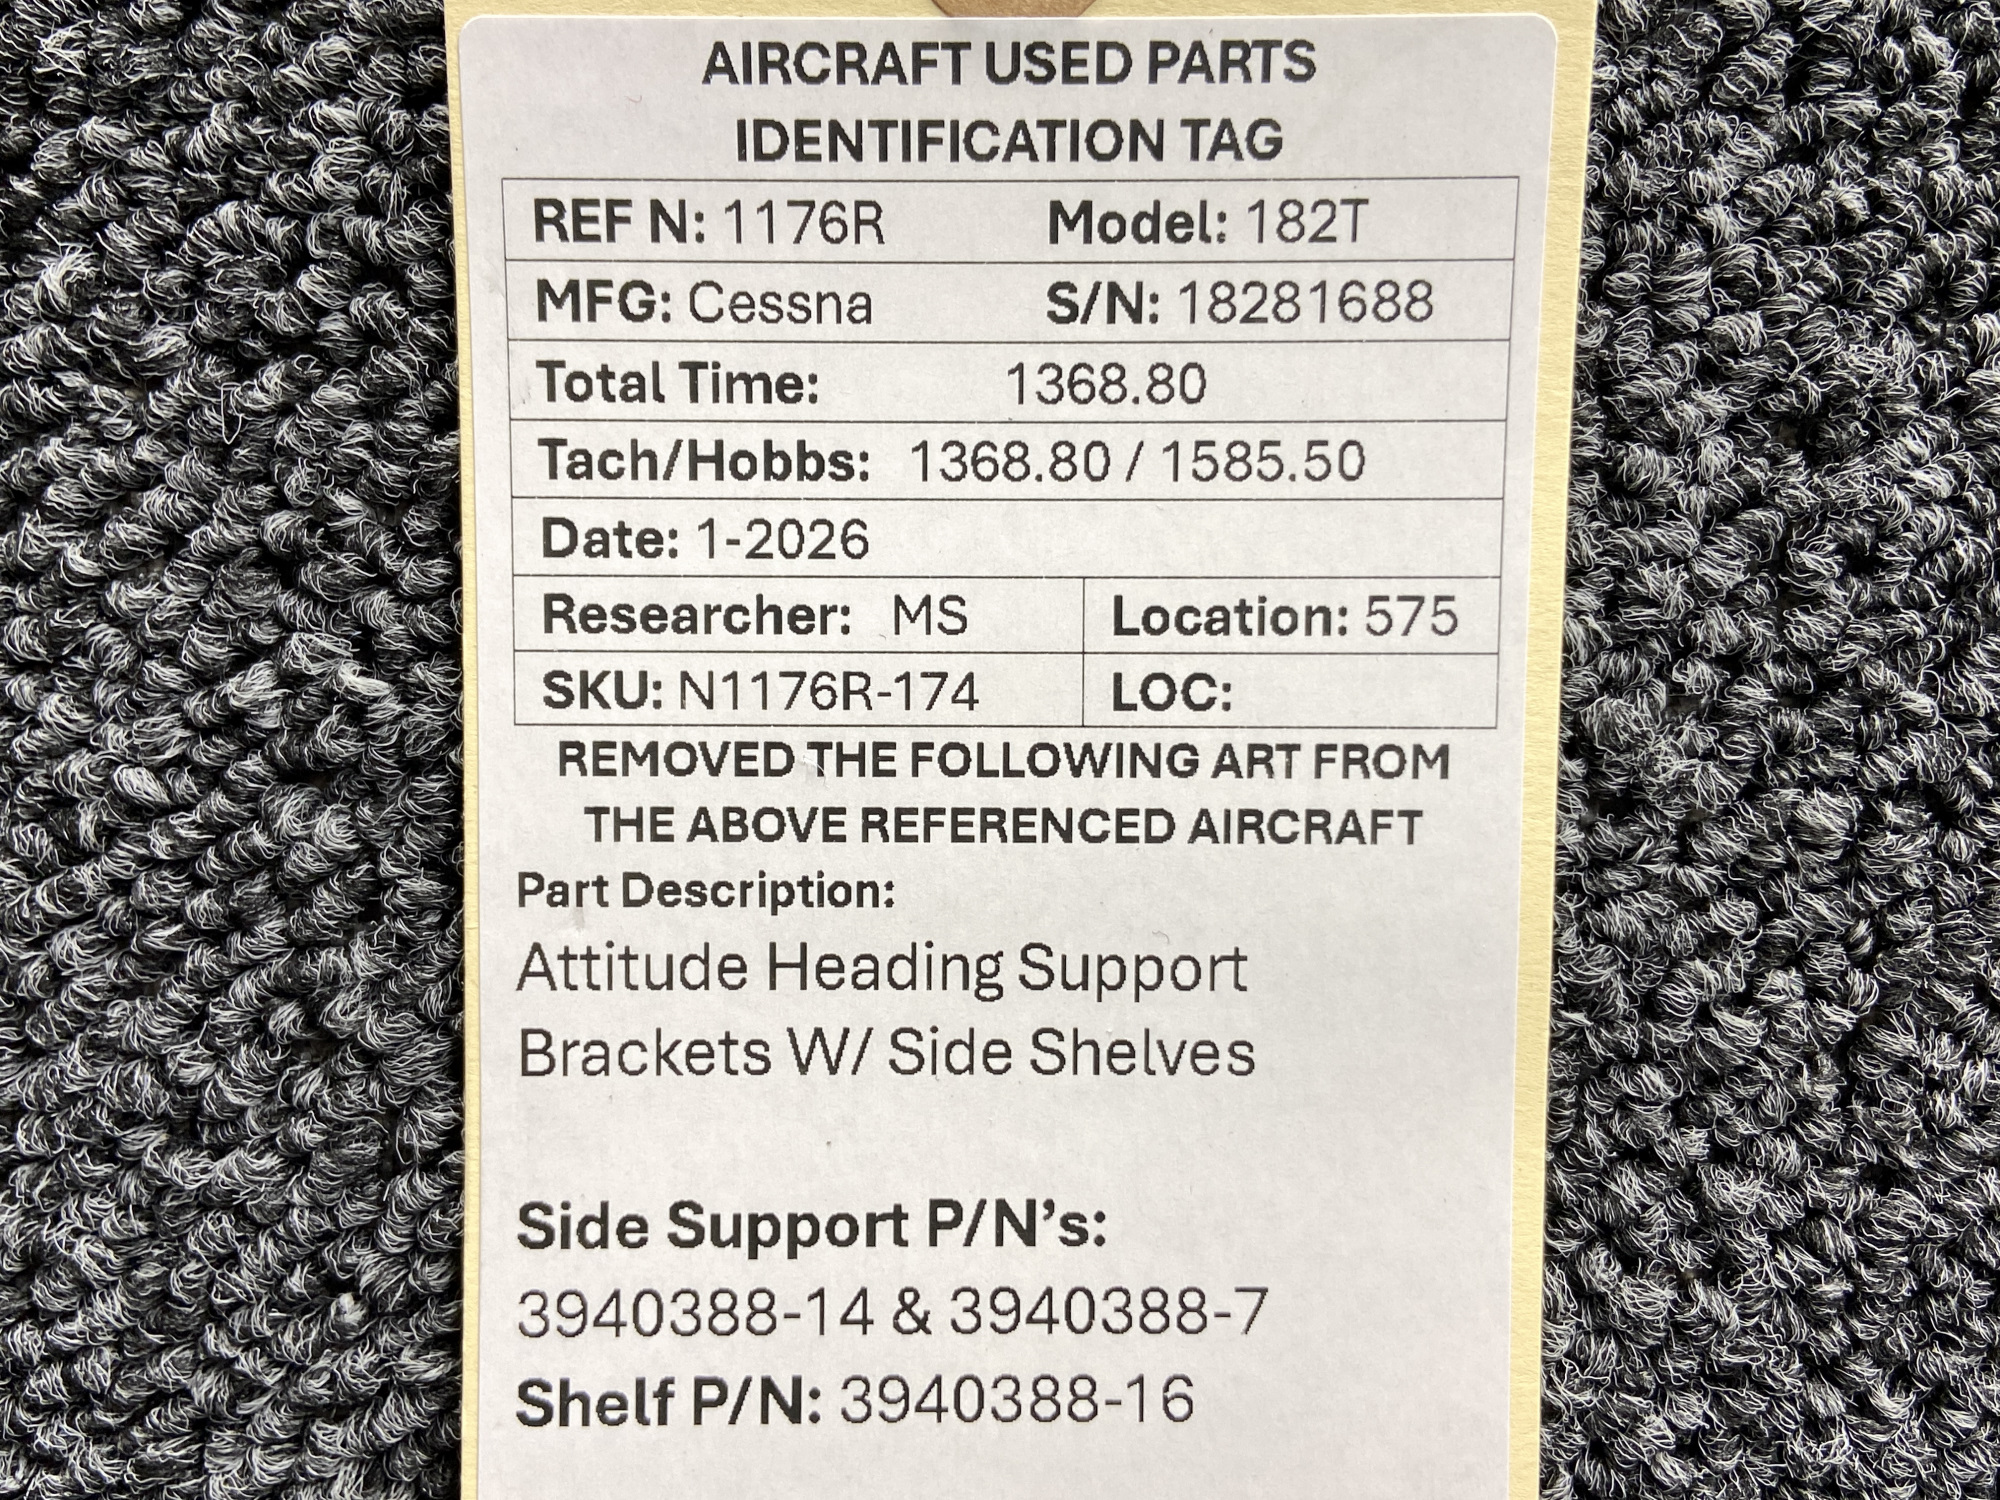 AIRCRAFT USED PARTS
IDENTIFICATION TAG
REF N: 1176R Model: 182T
MFG: Cessna S/N: 18281688
Total Time: 1368.80
Tach/Hobbs: 1368.80 / 1585.50
Date: 1-2026
Researcher: MS Location: 575
SKU: N1176R-174 LOC:
REMOVED THE FOLLOWING ART FROM
THE ABOVE REFERENCED AIRCRAFT
Part Description:
Attitude Heading Support
Brackets W/ Side Shelves
Side Support P/N's:
3940388-14 & 3940388-7
Shelf P/N: 3940388-16